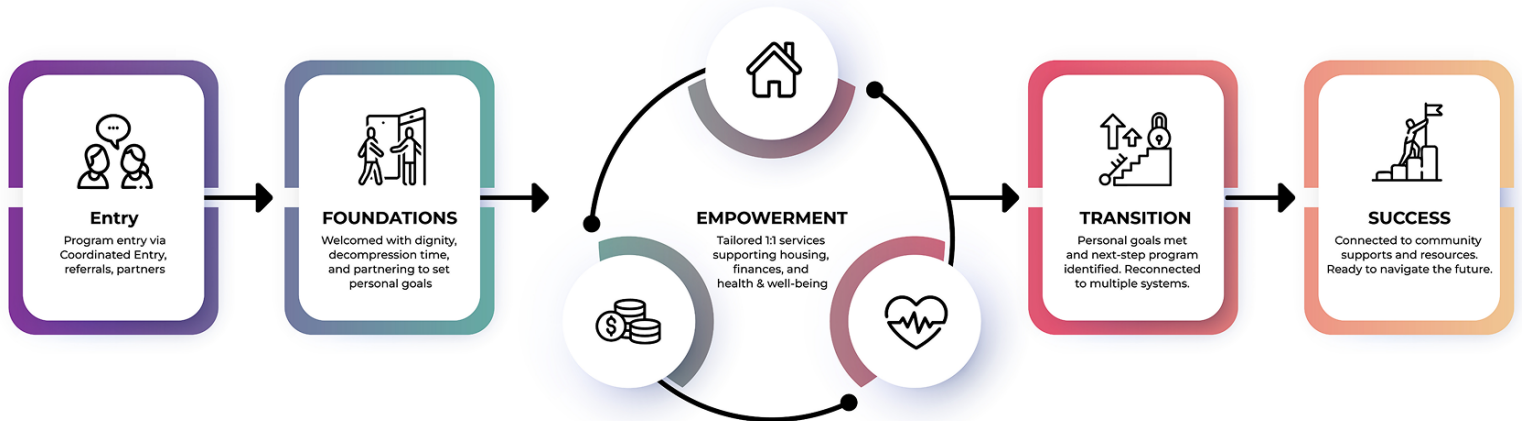 Entry
Program entry via
Coordinated Entry,
referrals, partners
FOUNDATIONS
Welcomed with dignity,
decompression time,
and partnering to set
personal goals
EMPOWERMENT
Tailored 1:1 services
supporting housing,
finances, and
health & well-being
$
TRANSITION
Personal goals met
and next-step program
identified. Reconnected
to multiple systems.
SUCCESS
Connected to community
supports and resources.
Ready to navigate the future.